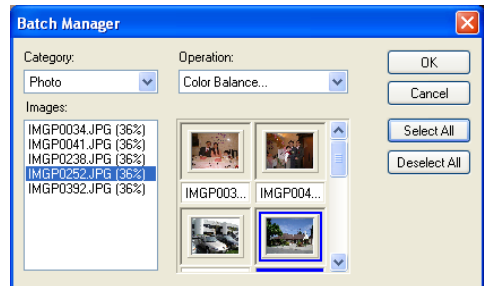 Batch Manager
Category:
Photo
Operation:
Color Balance...
OK
Cancel
Select All
Deselect All
Images:
IMGP0034.JPG (36%)
IMGP0041.JPG (36%)
IMGP0238.JPG (36%)
IMGP0252.JPG (36%)
IMGP0392.JPG (36%)
IMGP003...
IMGP004...